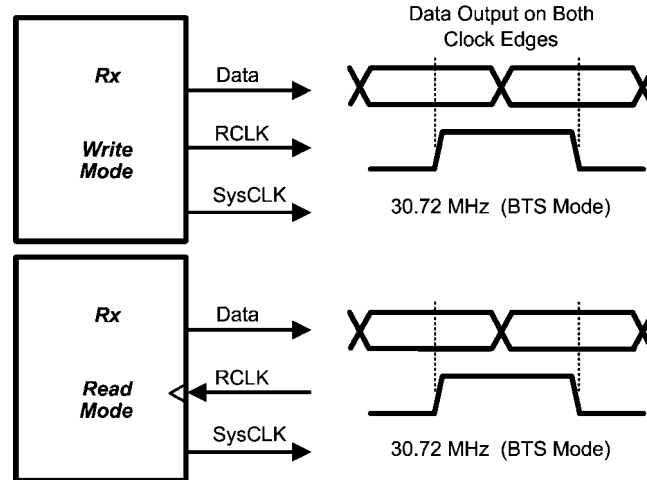 Data Output on Both
Clock Edges
Rx
Data
RCLK
Write
Mode
SysCLK
30.72 MHz (BTS Mode)
Rx
Data
RCLK
Read
Mode
SysCLK
30.72 MHz (BTS Mode)